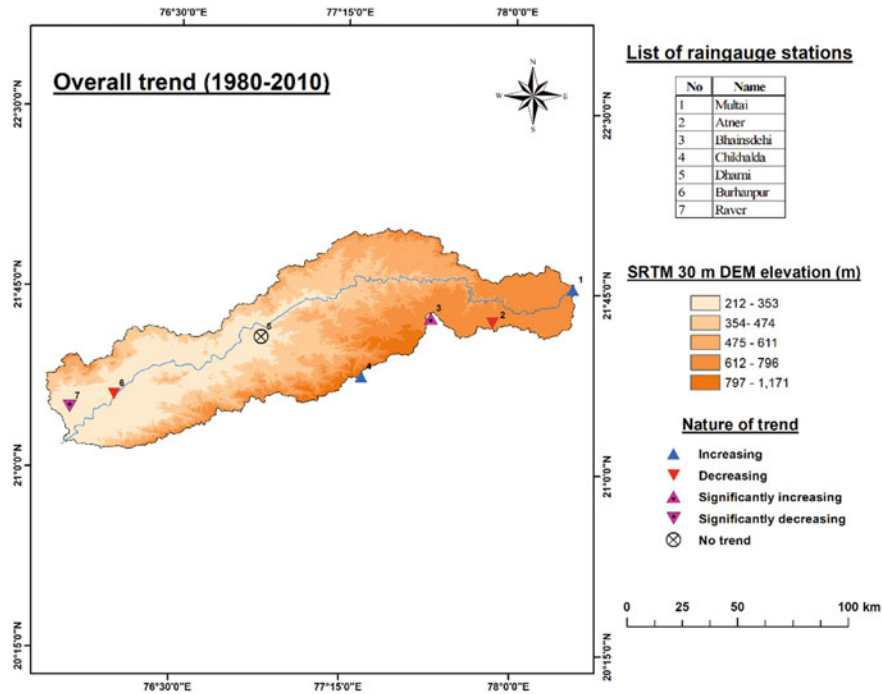 76°30'0"E 77°15'0"E 78°0'0"E
Overall trend (1980-2010)
N
W E
S
22°30'0"N
21°45'0"N
21°0'0"N
20°15'0"N
22°30'0"N
21°45'0"N
21°0'0"N
20°15'0"N
1
2
3
4
5
6
7
76°30'0"E 77°15'0"E 78°0'0"E
List of raingauge stations
No Name
1 Multai
2 Atner
3 Bhainsdehi
4 Chikhalda
5 Dharni
6 Burhanpur
7 Raver
SRTM 30 m DEM elevation (m)
212 - 353
354 - 474
475 - 611
612 - 796
797 - 1,171
Nature of trend
Increasing
Decreasing
Significantly increasing
Significantly decreasing
No trend
0 25 50 100 km